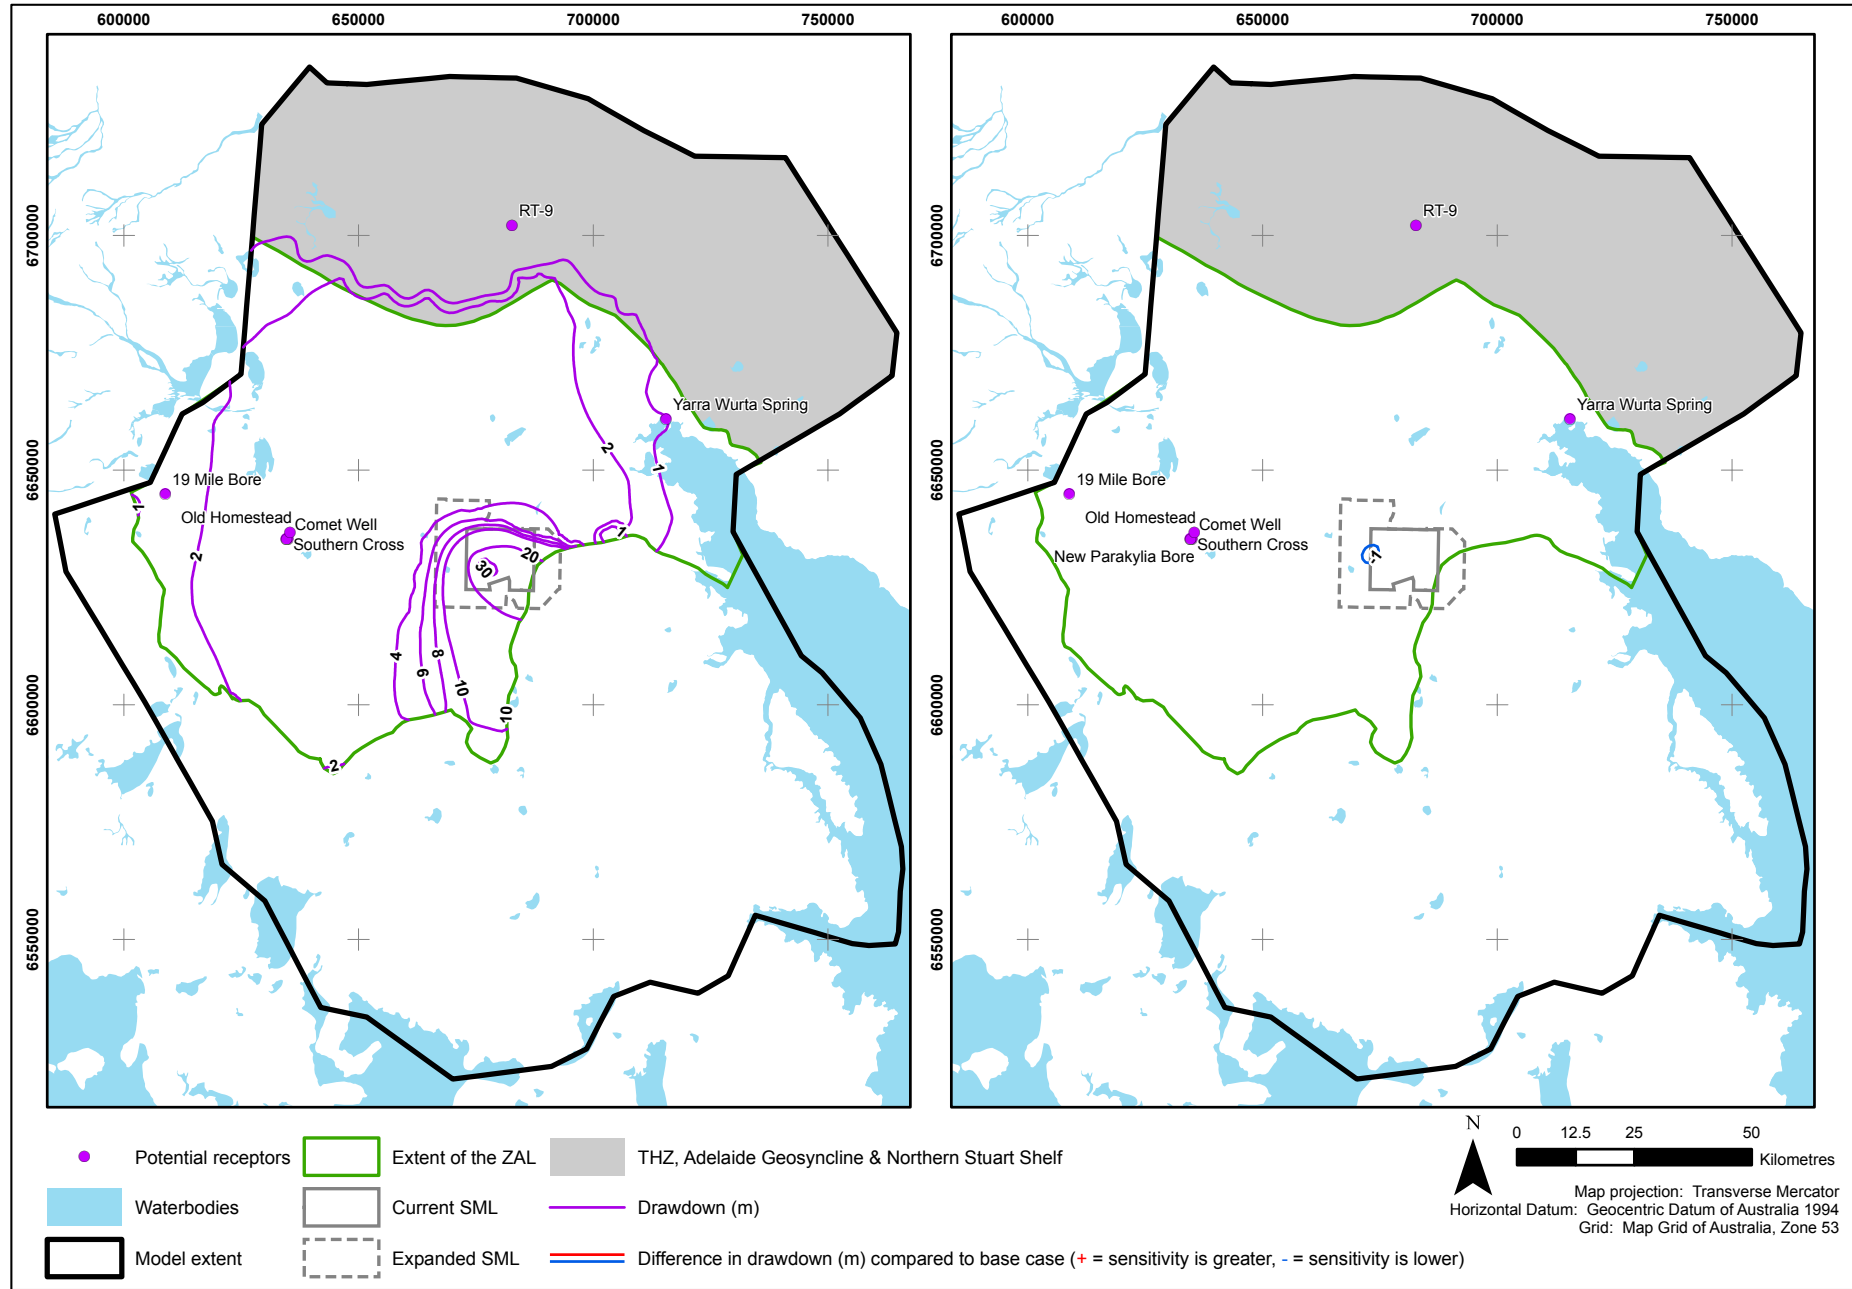 600000 650000 700000 750000
600000 650000 700000 750000
6700000
6650000
6600000
6550000
RT-9
Yarra Wurta Spring
19 Mile Bore
Old Homestead
Comet Well
Southern Cross
1
2
2
1
1
20
30
4
6
8
10
10
2
6700000
6650000
6600000
6550000
RT-9
Yarra Wurta Spring
19 Mile Bore
Old Homestead
Comet Well
Southern Cross
New Parakylia Bore
-1
Potential receptors
Extent of the ZAL
THZ, Adelaide Geosyncline & Northern Stuart Shelf
Waterbodies
Current SML
Drawdown (m)
Model extent
Expanded SML
Difference in drawdown (m) compared to base case (+ = sensitivity is greater, - = sensitivity is lower)
N
0 12.5 25 50
Kilometres
Map projection: Transverse Mercator
Horizontal Datum: Geocentric Datum of Australia 1994
Grid: Map Grid of Australia, Zone 53